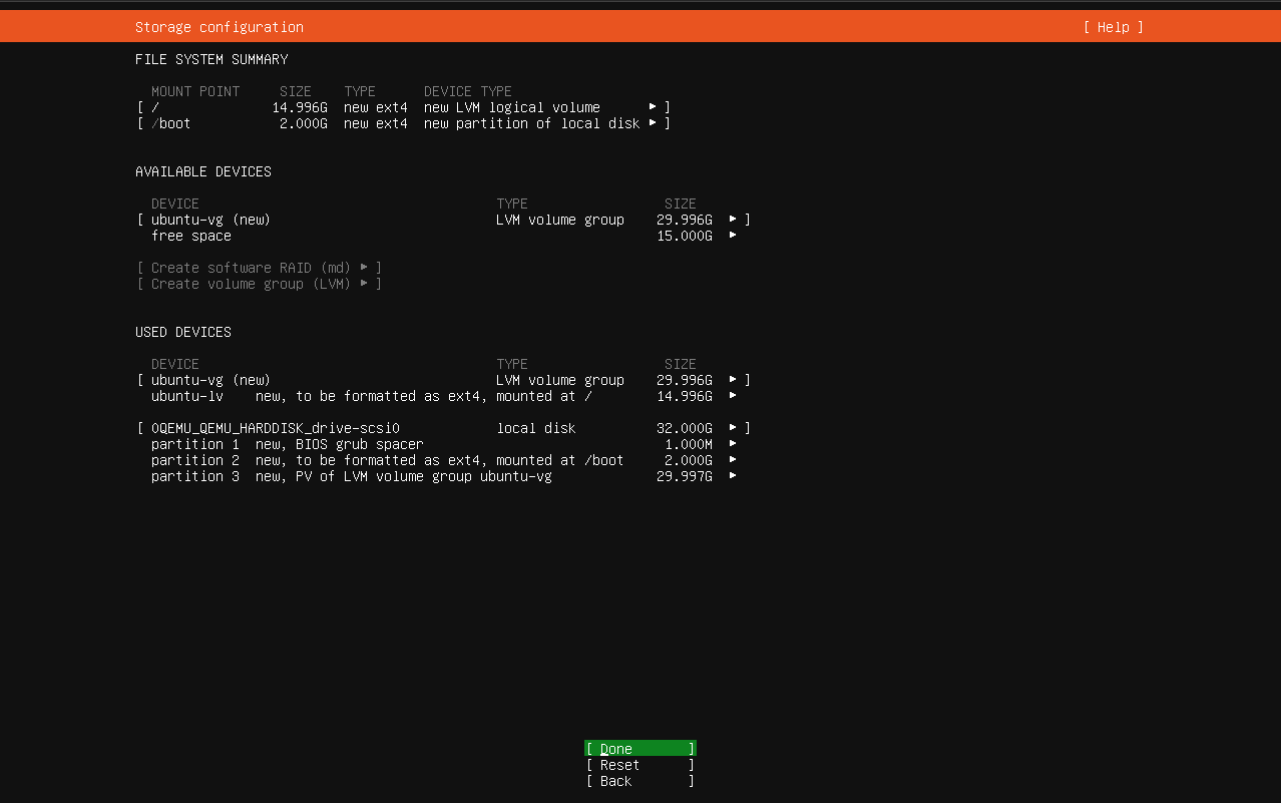 Storage configuration [ Help ]
FILE SYSTEM SUMMARY
MOUNT POINT SIZE TYPE DEVICE TYPE
[ / 14.996G new ext4 new LVM logical volume ▸ ]
[ /boot 2.000G new ext4 new partition of local disk ▸ ]
AVAILABLE DEVICES
DEVICE TYPE SIZE
[ ubuntu-vg (new) LVM volume group 29.996G ▸ ]
free space 15.000G ▸
[ Create software RAID (md) ▸ ]
[ Create volume group (LVM) ▸ ]
USED DEVICES
DEVICE TYPE SIZE
[ ubuntu-vg (new) LVM volume group 29.996G ▸ ]
ubuntu-lv new, to be formatted as ext4, mounted at / 14.996G ▸
[ 0QEMU_QEMU_HARDDISK_drive-scsi0 local disk 32.000G ▸ ]
partition 1 new, BIOS grub spacer 1.000M ▸
partition 2 new, to be formatted as ext4, mounted at /boot 2.000G ▸
partition 3 new, PV of LVM volume group ubuntu-vg 29.997G ▸
[ Done ]
[ Reset ]
[ Back ]